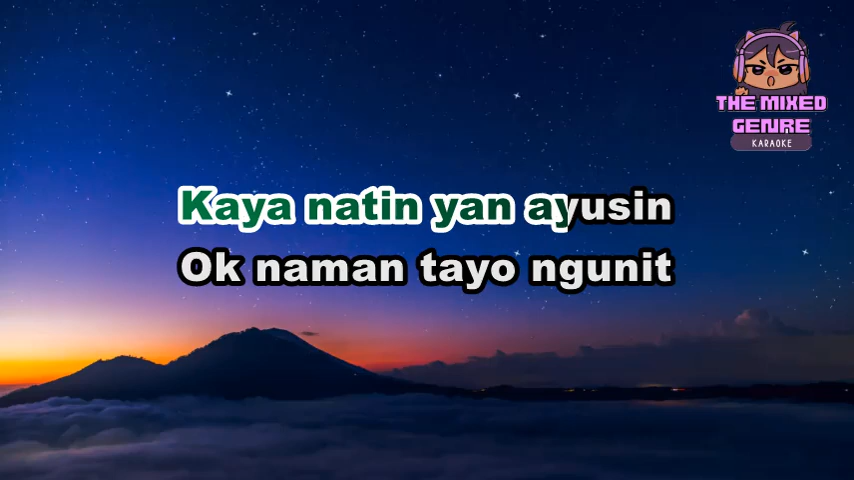 THE MIXED
GENRE
KARAOKE
Kaya natin yan ayusin
Ok naman tayo ngunit